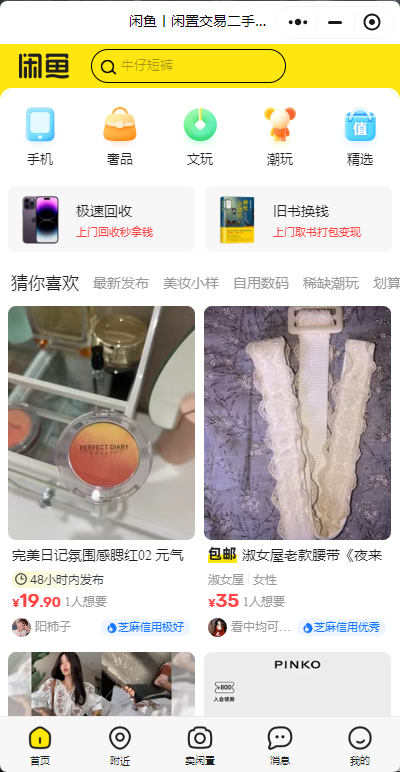 闲鱼丨闲置交易二手...
闲鱼
牛仔短裤
手机
奢品
文玩
潮玩
值
精选
极速回收
上门回收秒拿钱
旧书换钱
上门取书打包变现
猜你喜欢 最新发布 美妆小样 自用数码 稀缺潮玩 划算
PERFECT DIARY
完美日记氛围感腮红02 元气
48小时内发布
¥19.90 1人想要
阳柿子 芝麻信用极好
包邮 淑女屋老款腰带《夜来
淑女屋 | 女性
¥35 1人想要
看中均可... 芝麻信用优秀
PINKO
¥800
入会领券
首页
附近
卖闲置
消息
我的